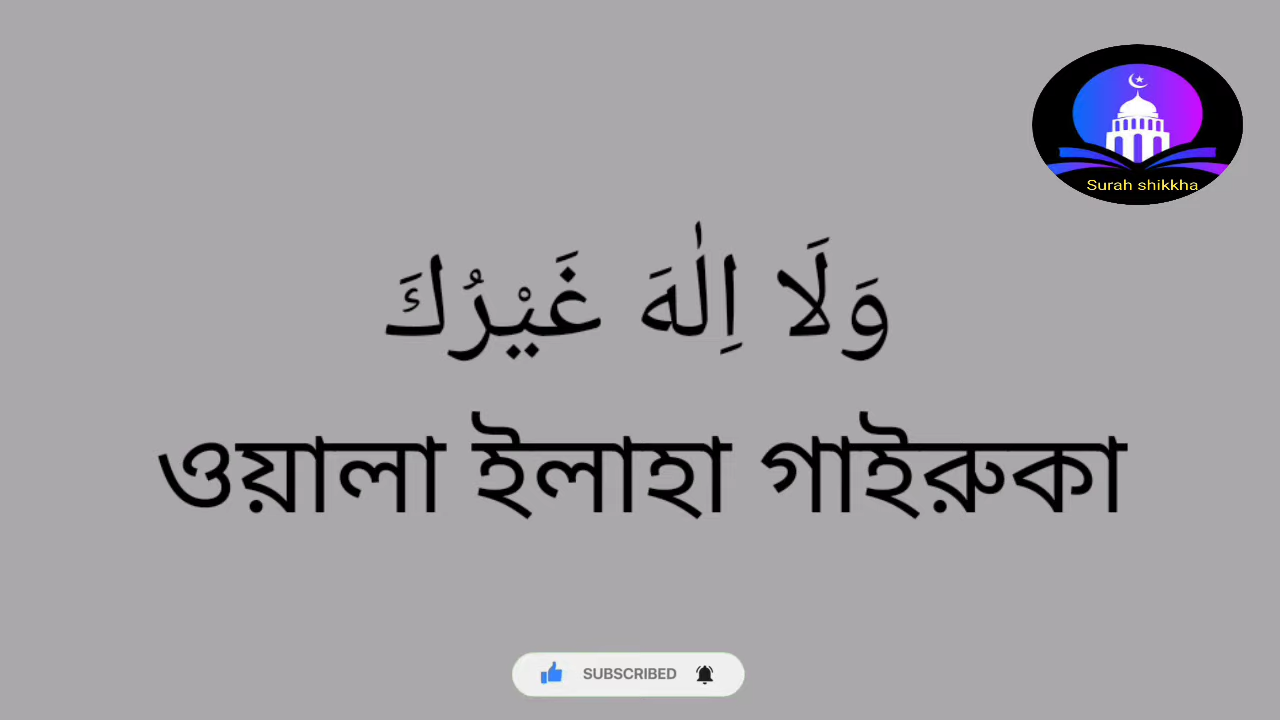 Surah shikkha
وَلَا اِلٰهَ غَيْرُكَ
ওয়ালা ইলাহা গাইরুকা
SUBSCRIBED